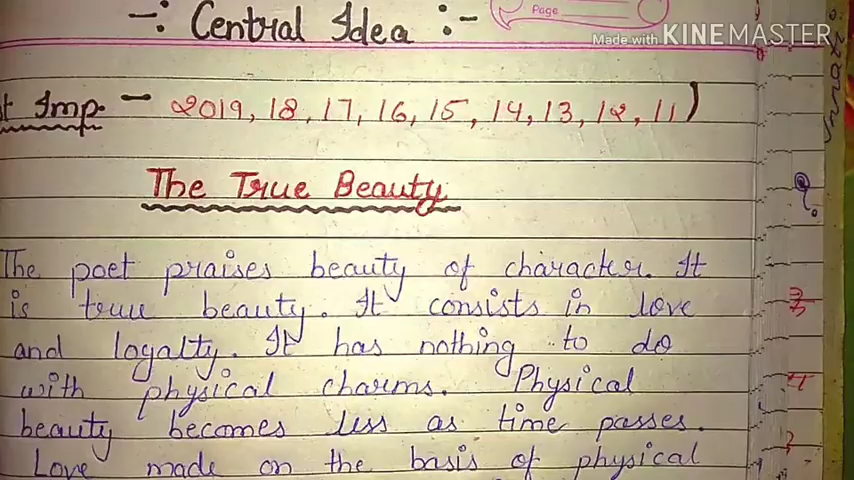 -: Central Idea :-
Page
Made with KINEMASTER
t Imp. - 2019, 18, 17, 16, 15, 14, 13, 12, 11)
The True Beauty
The poet praises beauty of character. It
is true beauty. It consists in love
and loyalty. It has nothing to do
with physical charms. Physical
beauty becomes less as time passes.
Love made on the basis of physical